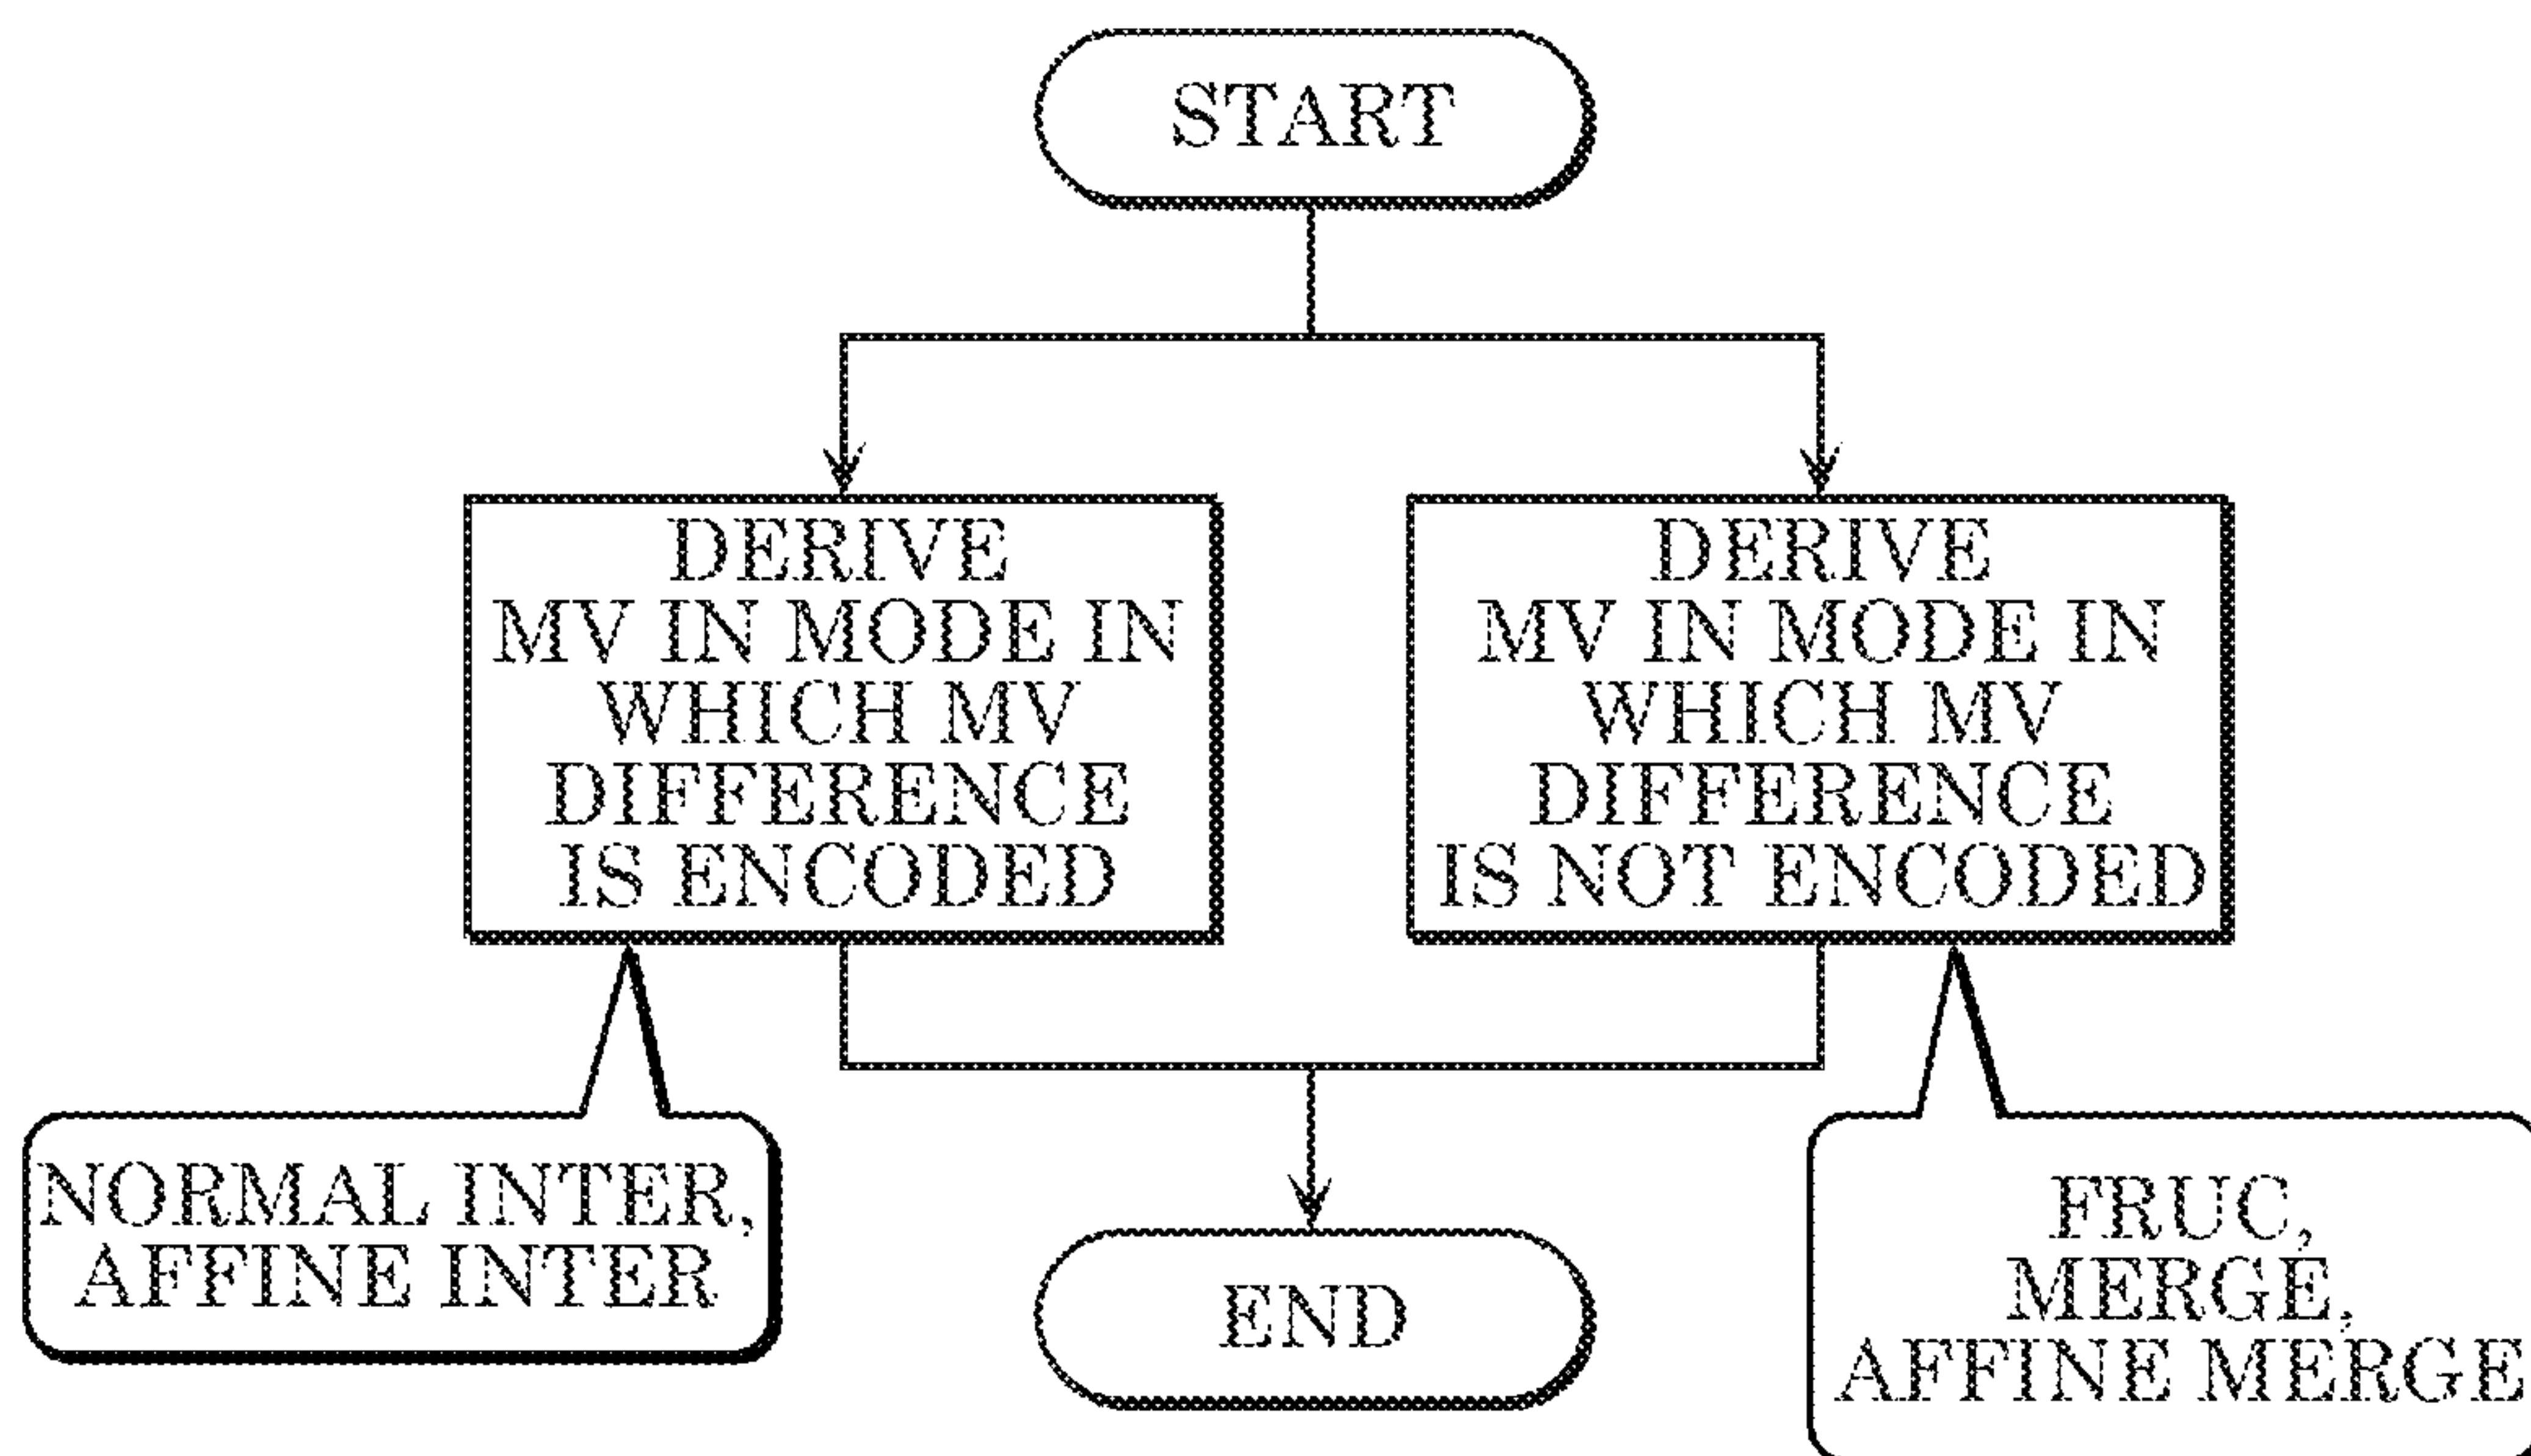 START
DERIVE
MV IN MODE IN
WHICH MV
DIFFERENCE
IS ENCODED
DERIVE
MV IN MODE IN
WHICH MV
DIFFERENCE
IS NOT ENCODED
NORMAL INTER,
AFFINE INTER
END
FRUC,
MERGE,
AFFINE MERGE